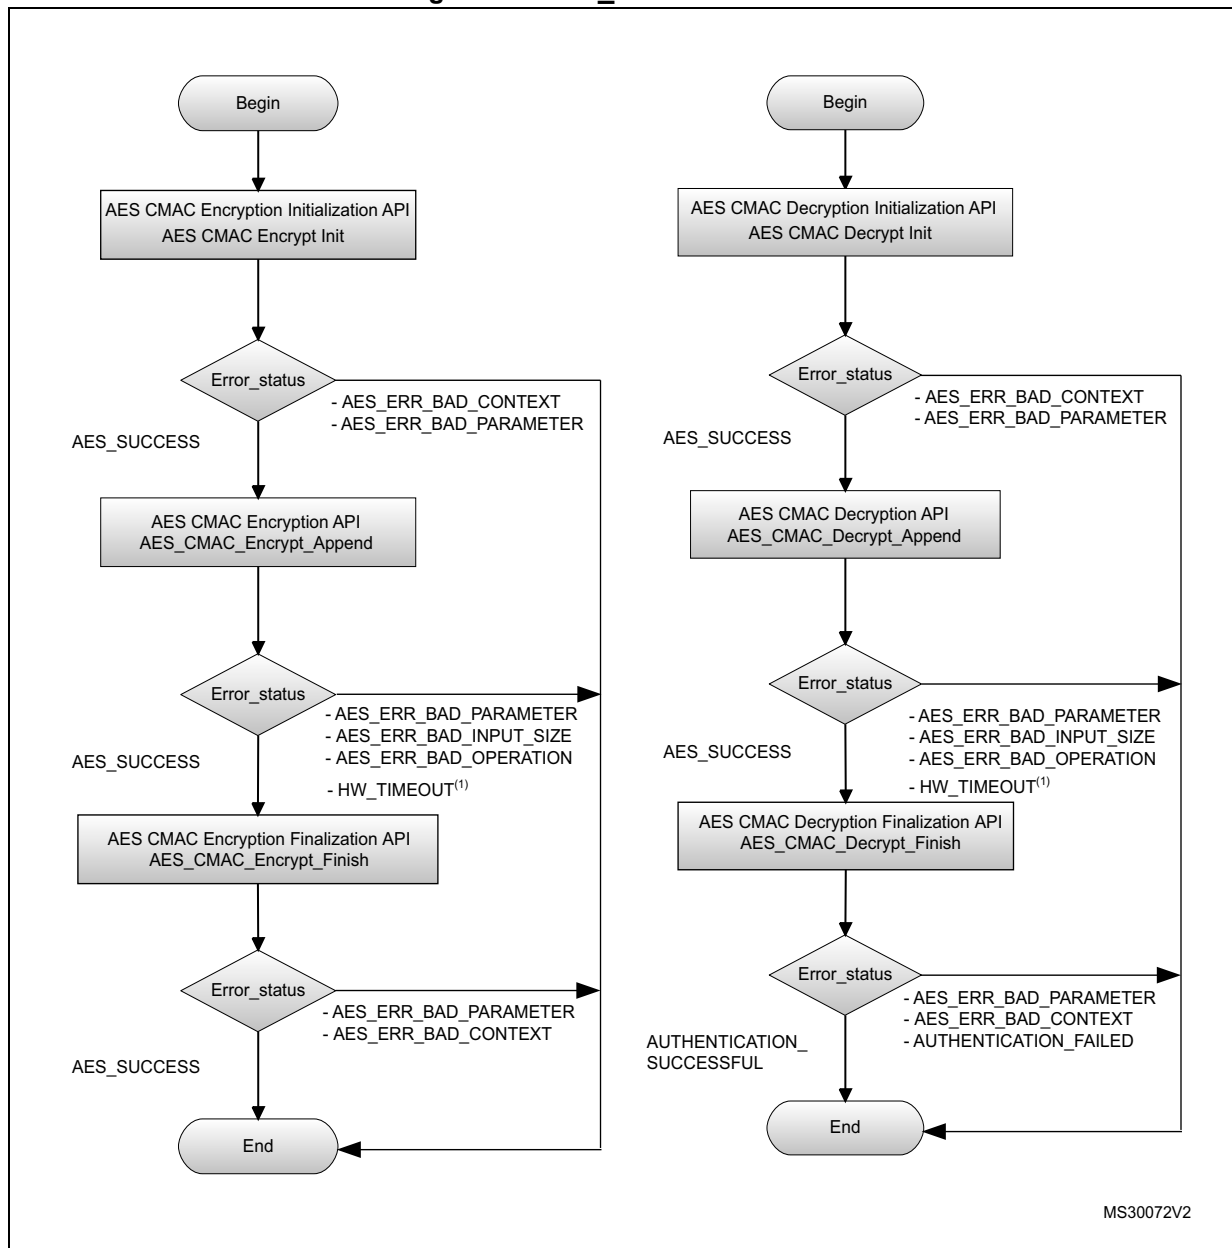 Begin
AES CMAC Encryption Initialization API
AES CMAC Encrypt Init
Error_status
- AES_ERR_BAD_CONTEXT
- AES_ERR_BAD_PARAMETER
AES_SUCCESS
AES CMAC Encryption API
AES_CMAC_Encrypt_Append
Error_status
- AES_ERR_BAD_PARAMETER
- AES_ERR_BAD_INPUT_SIZE
- AES_ERR_BAD_OPERATION
AES_SUCCESS
- HW_TIMEOUT(1)
AES CMAC Encryption Finalization API
AES_CMAC_Encrypt_Finish
Error_status
- AES_ERR_BAD_PARAMETER
- AES_ERR_BAD_CONTEXT
AES_SUCCESS
End
Begin
AES CMAC Decryption Initialization API
AES CMAC Decrypt Init
Error_status
- AES_ERR_BAD_CONTEXT
- AES_ERR_BAD_PARAMETER
AES_SUCCESS
AES CMAC Decryption API
AES_CMAC_Decrypt_Append
Error_status
- AES_ERR_BAD_PARAMETER
- AES_ERR_BAD_INPUT_SIZE
- AES_ERR_BAD_OPERATION
AES_SUCCESS
- HW_TIMEOUT(1)
AES CMAC Decryption Finalization API
AES_CMAC_Decrypt_Finish
Error_status
- AES_ERR_BAD_PARAMETER
- AES_ERR_BAD_CONTEXT
- AUTHENTICATION_FAILED
AUTHENTICATION_
SUCCESSFUL
End
MS30072V2